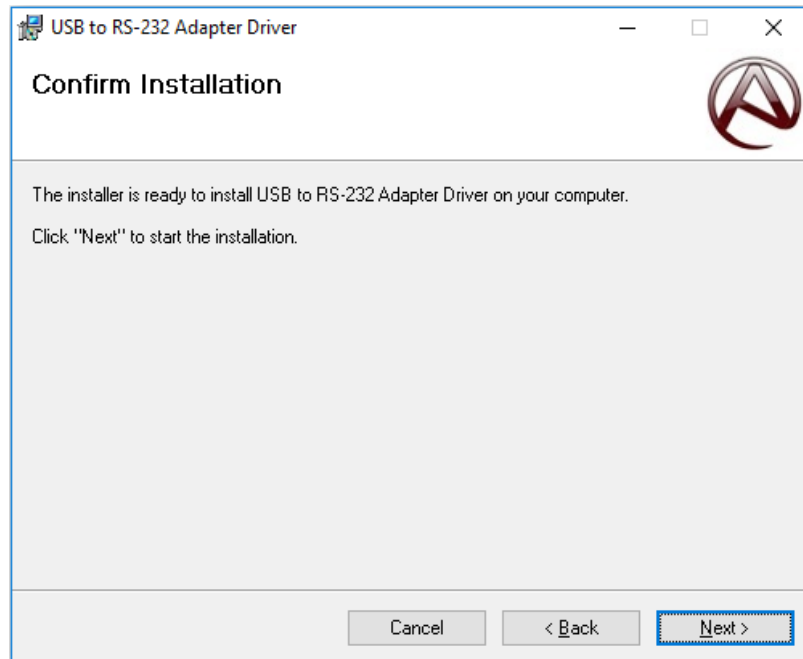 USB to RS-232 Adapter Driver
Confirm Installation
The installer is ready to install USB to RS-232 Adapter Driver on your computer.
Click "Next" to start the installation.
Cancel
< Back
Next >